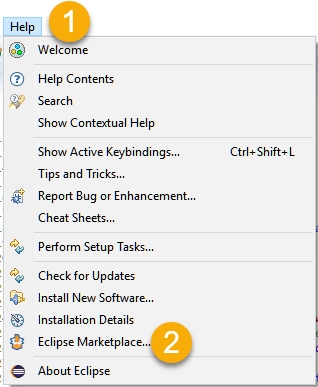 Help 1
Welcome
Help Contents
Search
Show Contextual Help
Show Active Keybindings... Ctrl+Shift+L
Tips and Tricks...
Report Bug or Enhancement...
Cheat Sheets...
Perform Setup Tasks...
Check for Updates
Install New Software...
Installation Details
Eclipse Marketplace... 2
About Eclipse